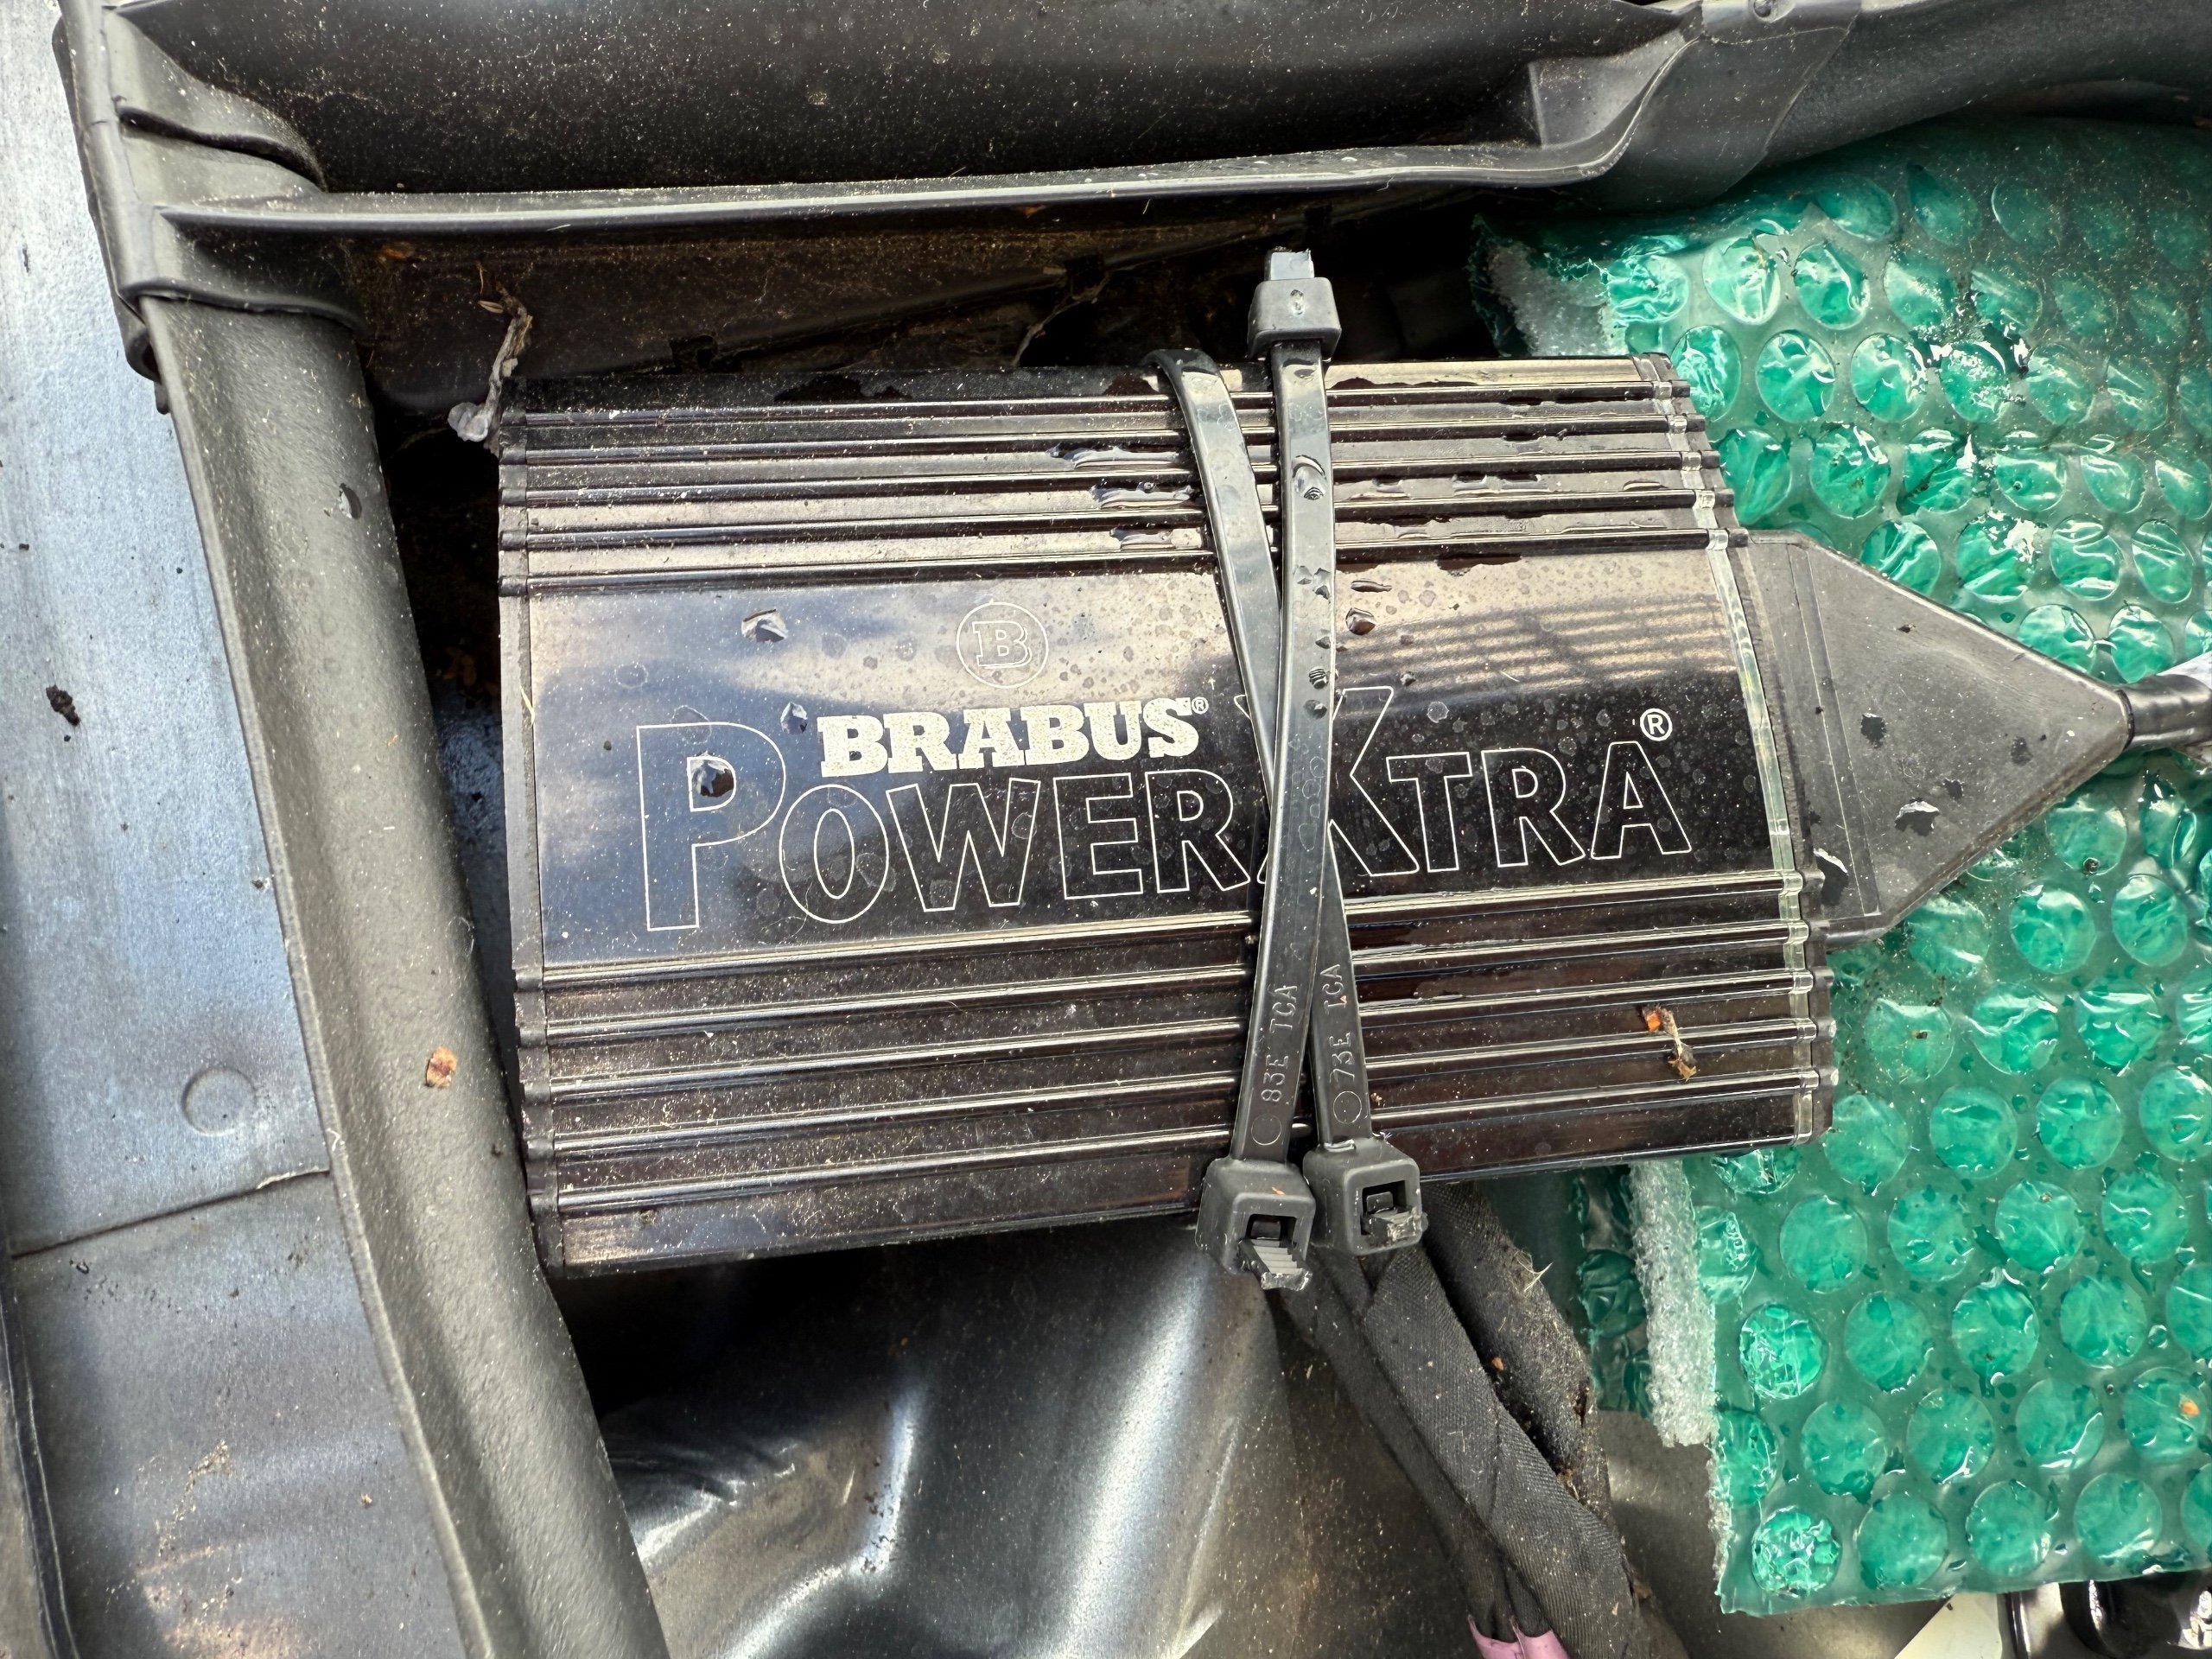 B
BRABUS®
POWERXTRA®
83E TCA
73E TCA